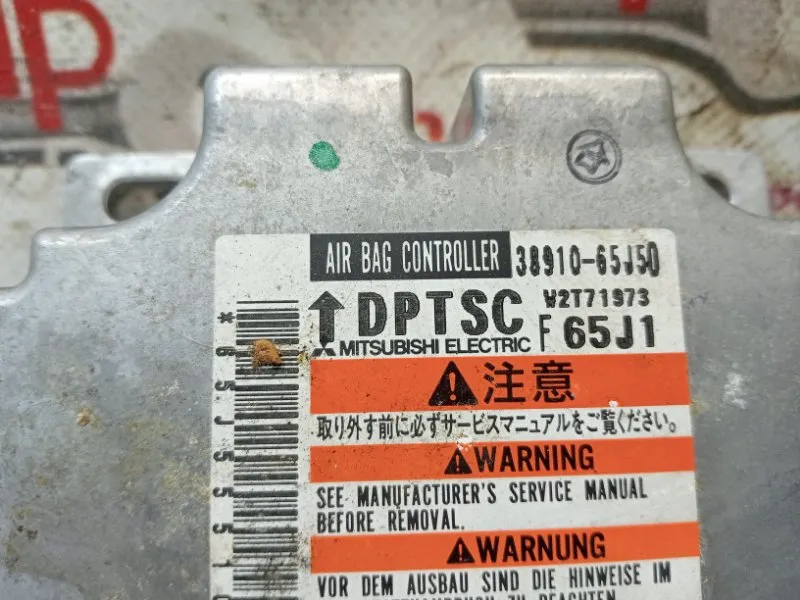 AIR BAG CONTROLLER 38910-65J50
DPTSC W2T71973
MITSUBISHI ELECTRIC F 65J1
注意
取り外す前に必ずサービスマニュアルをご覧ください。
WARNING
SEE MANUFACTURER'S SERVICE MANUAL
BEFORE REMOVAL.
WARNUNG
VOR DEM AUSBAU SIND DIE HINWEISE IM
ZU BEACHTEN